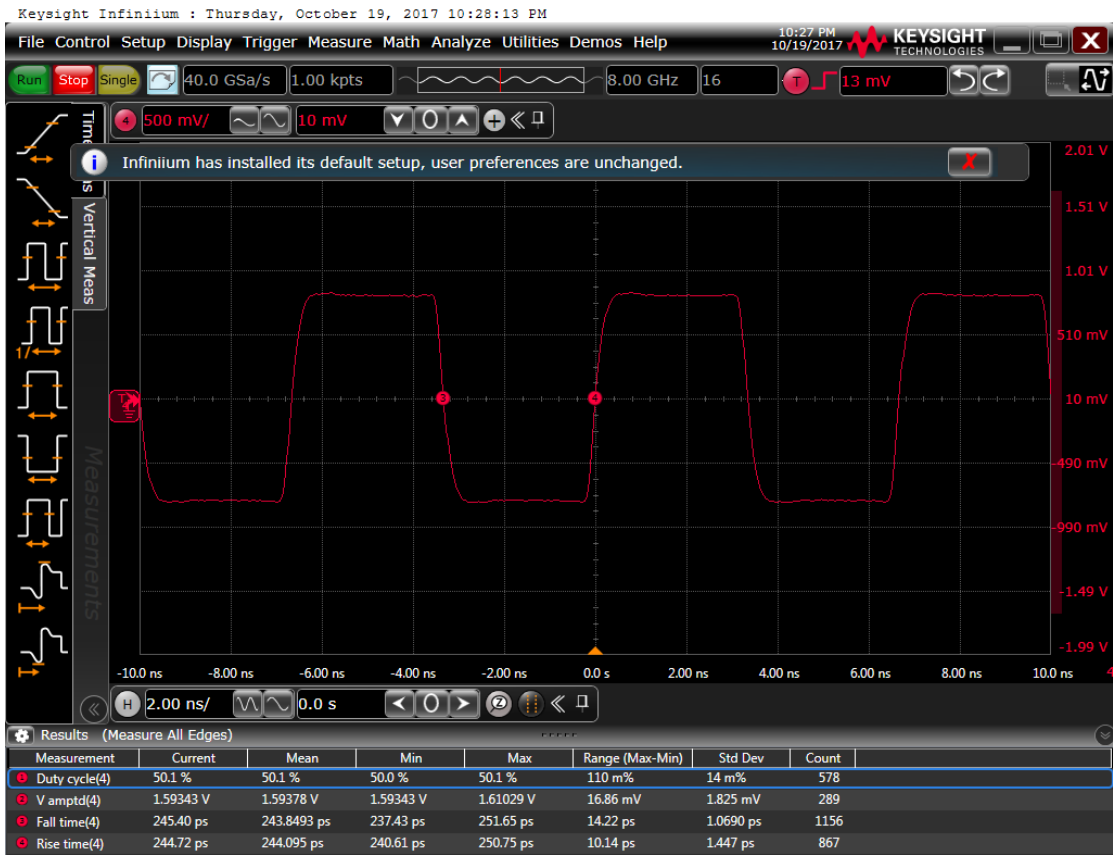 Keysight Infiniium : Thursday, October 19, 2017 10:28:13 PM
File Control Setup Display Trigger Measure Math Analyze Utilities Demos Help
10:27 PM
10/19/2017
KEYSIGHT
TECHNOLOGIES
Run Stop Single 40.0 GSa/s 1.00 kpts 8.00 GHz 16 T 13 mV
4 500 mV/ 10 mV 0
i Infiniium has installed its default setup, user preferences are unchanged. X
Vertical Meas
Measurements
1/
2.01 V
1.51 V
1.01 V
510 mV
10 mV
-490 mV
-990 mV
-1.49 V
-1.99 V
T
3 4
-10.0 ns -8.00 ns -6.00 ns -4.00 ns -2.00 ns 0.0 s 2.00 ns 4.00 ns 6.00 ns 8.00 ns 10.0 ns
H 2.00 ns/ 0.0 s 0 Z
Results (Measure All Edges)
Measurement Current Mean Min Max Range (Max-Min) Std Dev Count
1 Duty cycle(4) 50.1 % 50.1 % 50.0 % 50.1 % 110 m% 14 m% 578
2 V amptd(4) 1.59343 V 1.59378 V 1.59343 V 1.61029 V 16.86 mV 1.825 mV 289
3 Fall time(4) 245.40 ps 243.8493 ps 237.43 ps 251.65 ps 14.22 ps 1.0690 ps 1156
4 Rise time(4) 244.72 ps 244.095 ps 240.61 ps 250.75 ps 10.14 ps 1.447 ps 867